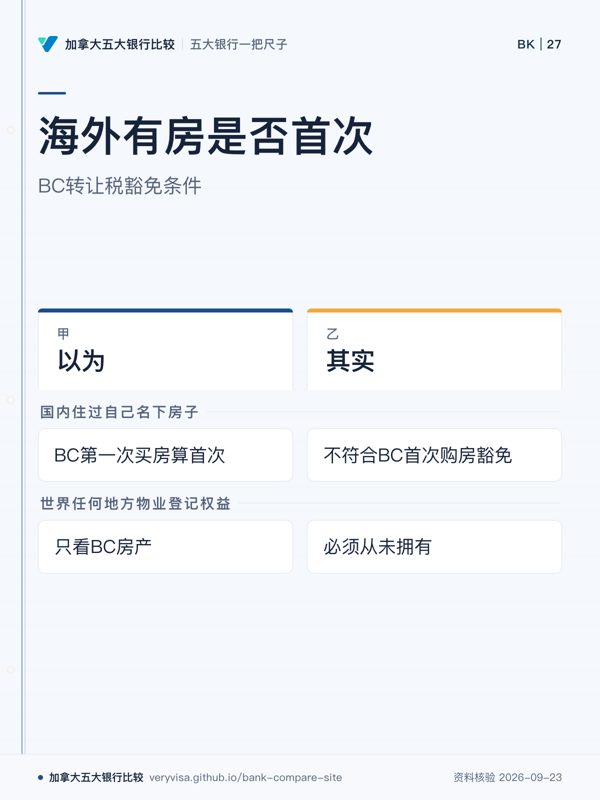 加拿大五大银行比较 五大银行一把尺子 BK | 27
海外有房是否首次
BC转让税豁免条件
甲 乙
以为 其实
国内住过自己名下房子
BC第一次买房算首次 不符合BC首次购房豁免
世界任何地方物业登记权益
只看BC房产 必须从未拥有
加拿大五大银行比较 veryvisa.github.io/bank-compare-site 资料核验 2026-09-23